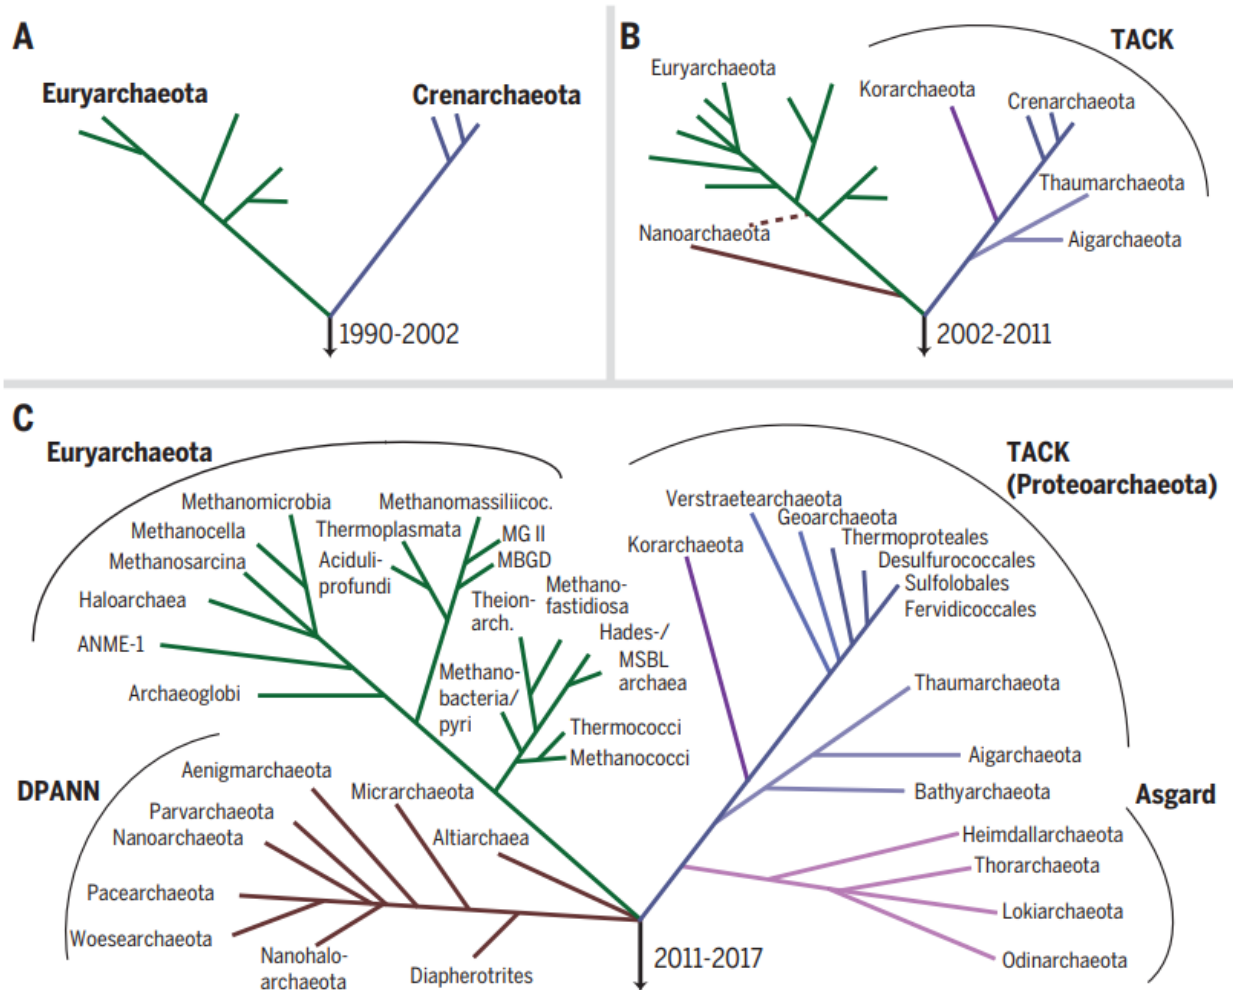 A
Euryarchaeota
Crenarchaeota
1990-2002
B
TACK
Euryarchaeota
Korarchaeota
Crenarchaeota
Thaumarchaeota
Nanoarchaeota
Aigarchaeota
2002-2011
C
Euryarchaeota
Methanomicrobia
Methanocella
Methanosarcina
Haloarchaea
ANME-1
Archaeoglobi
Methanomassiliicoc.
Thermoplasmata
MG II
MBGD
Aciduli-
profundi
Methano-
fastidiosa
Theion-
arch.
Hades-/
MSBL
archaea
Methano-
bacteria/
pyri
Thermococci
Methanococci
DPANN
Aenigmarchaeota
Micrarchaeota
Parvarchaeota
Nanoarchaeota
Altiarchaea
Pacearchaeota
Woesearchaeota
Nanohalo-
archaeota
Diapherotrites
TACK
(Proteoarchaeota)
Verstraetearchaeota
Geoarchaeota
Korarchaeota
Thermoproteales
Desulfurococcales
Sulfolobales
Fervidicoccales
Thaumarchaeota
Aigarchaeota
Bathyarchaeota
Asgard
Heimdallarchaeota
Thorarchaeota
Lokiarchaeota
Odinarchaeota
2011-2017